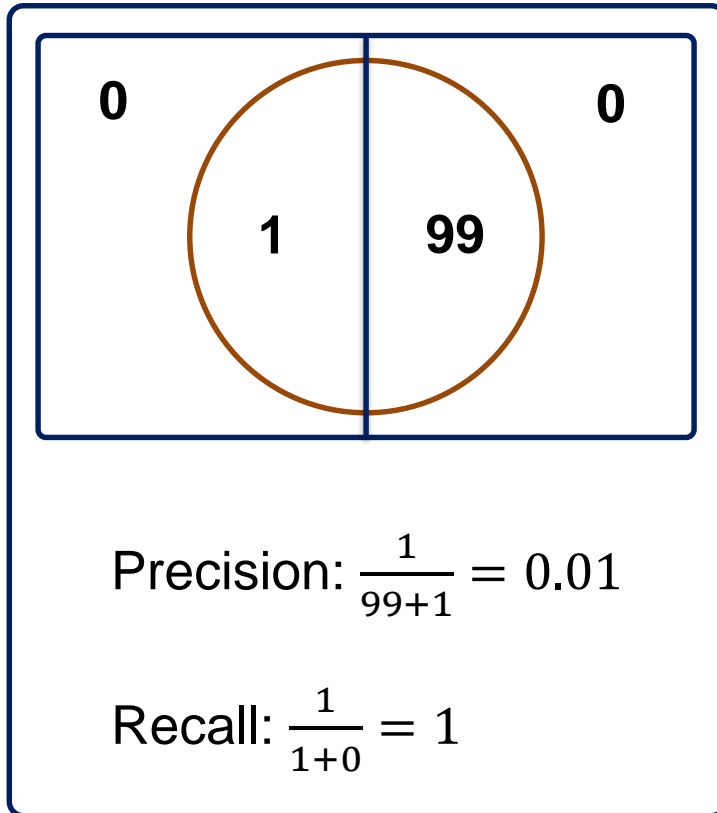 0 0
1 99
Precision: 1/(99+1) = 0.01
Recall: 1/(1+0) = 1